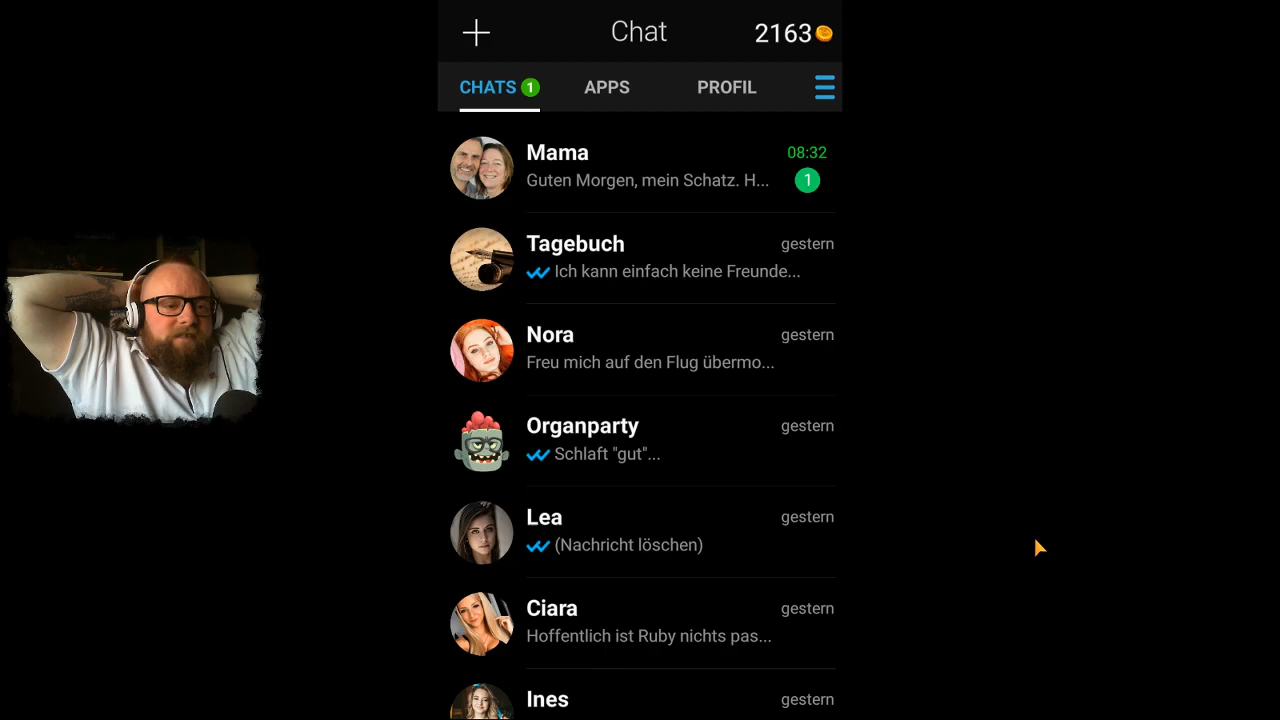 Chat
2163
CHATS 1
APPS
PROFIL
Mama
08:32
Guten Morgen, mein Schatz. H...
1
Tagebuch
gestern
Ich kann einfach keine Freunde...
Nora
gestern
Freu mich auf den Flug übermo...
Organparty
gestern
Schlaft "gut"...
Lea
gestern
(Nachricht löschen)
Ciara
gestern
Hoffentlich ist Ruby nichts pas...
Ines
gestern